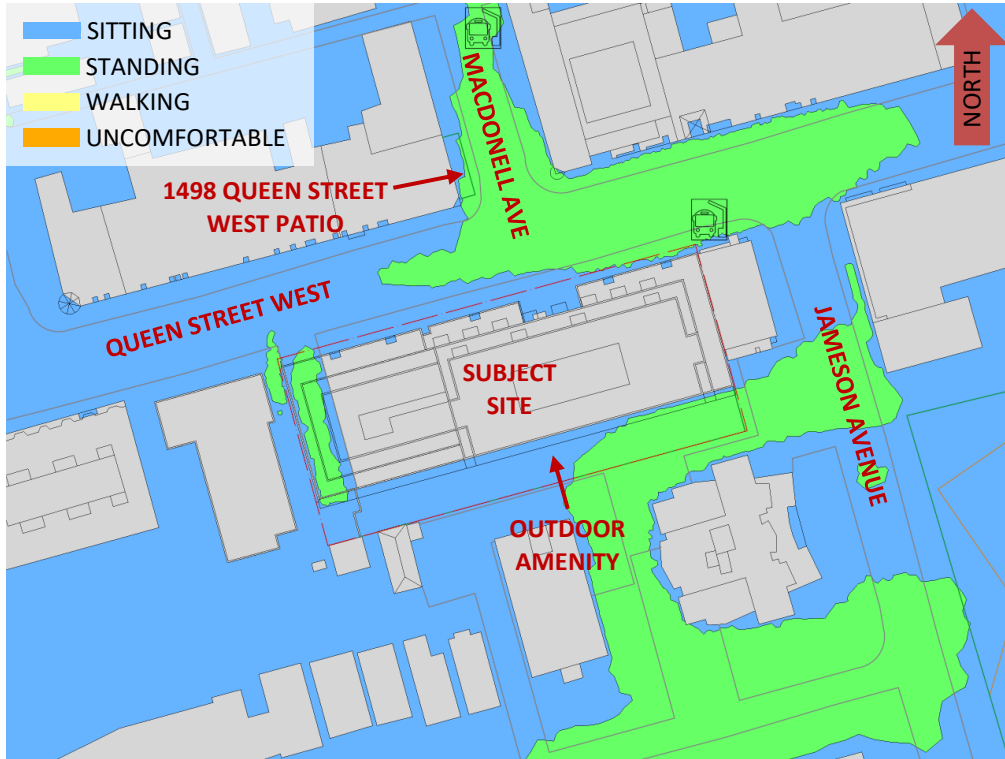 SITTING
STANDING
WALKING
UNCOMFORTABLE
NORTH
MACDONELL AVE
1498 QUEEN STREET
WEST PATIO
QUEEN STREET WEST
SUBJECT
SITE
JAMESON AVENUE
OUTDOOR
AMENITY